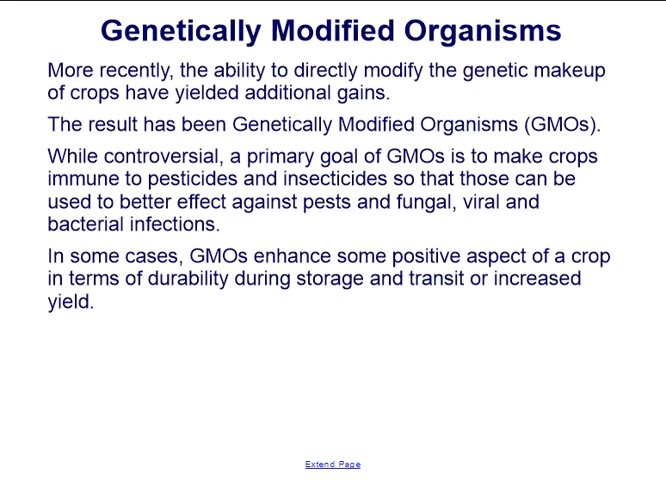 Genetically Modified Organisms
More recently, the ability to directly modify the genetic makeup
of crops have yielded additional gains.
The result has been Genetically Modified Organisms (GMOs).
While controversial, a primary goal of GMOs is to make crops
immune to pesticides and insecticides so that those can be
used to better effect against pests and fungal, viral and
bacterial infections.
In some cases, GMOs enhance some positive aspect of a crop
in terms of durability during storage and transit or increased
yield.
Extend Page